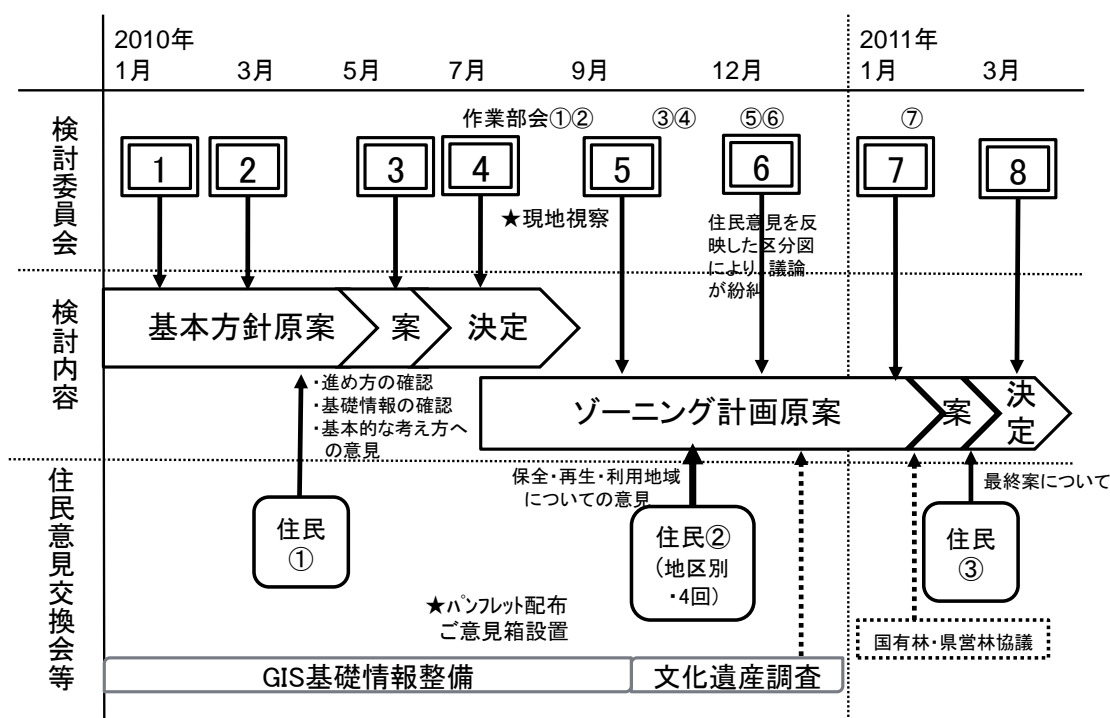 2010年
2011年
1月
3月
5月
7月
9月
12月
1月
3月
検討委員会
作業部会①②
③④
⑤⑥
⑦
1
2
3
4
5
6
7
8
★現地視察
住民意見を反
映した区分図
により、議論
が紛糾
検討内容
基本方針原案
案
決定
・進め方の確認
・基礎情報の確認
・基本的な考え方へ
の意見
ゾーニング計画原案
案
決
定
住民意見交換会等
保全・再生・利用地域
についての意見
最終案について
住民
①
住民②
(地区別
・4回)
住民
③
★パンフレット配布
ご意見箱設置
国有林・県営林協議
GIS基礎情報整備
文化遺産調査